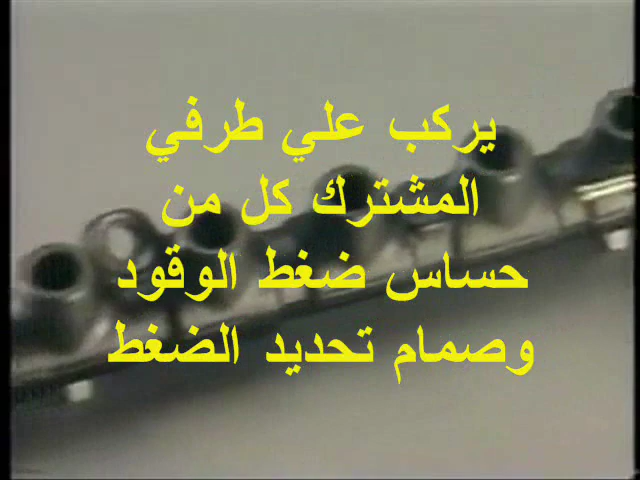 يركب علي طرفي
المشترك كل من
حساس ضغط الوقود
وصمام تحديد الضغط